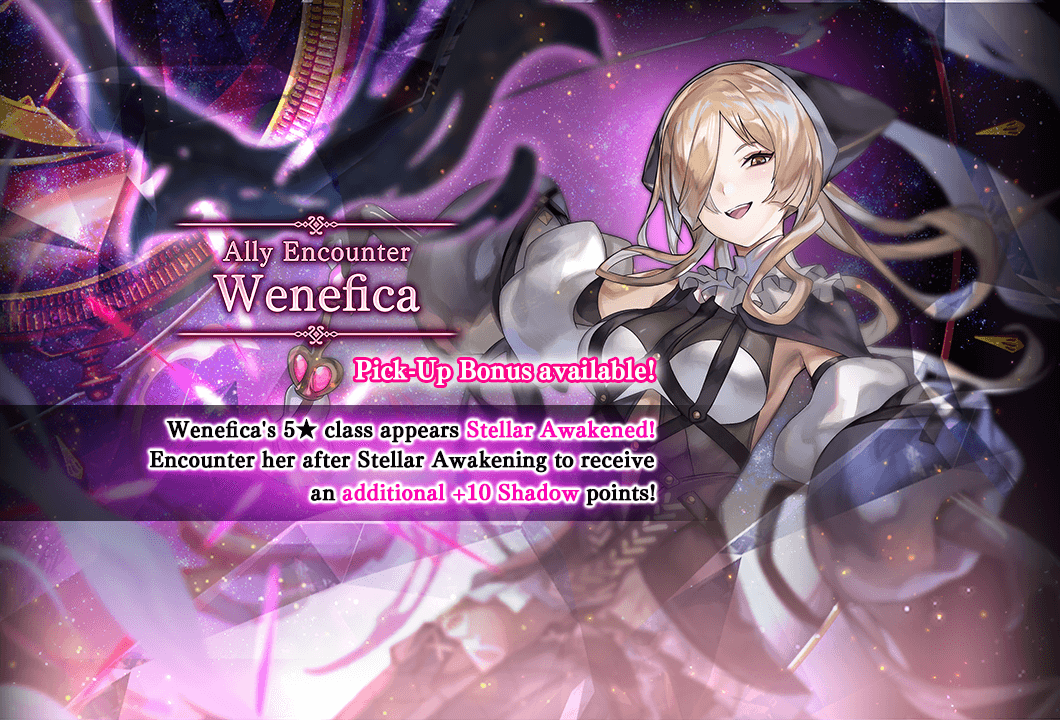 Ally Encounter
Wenefica
Pick-Up Bonus available!
Wenefica's 5★ class appears Stellar Awakened!
Encounter her after Stellar Awakening to receive
an additional +10 Shadow points!